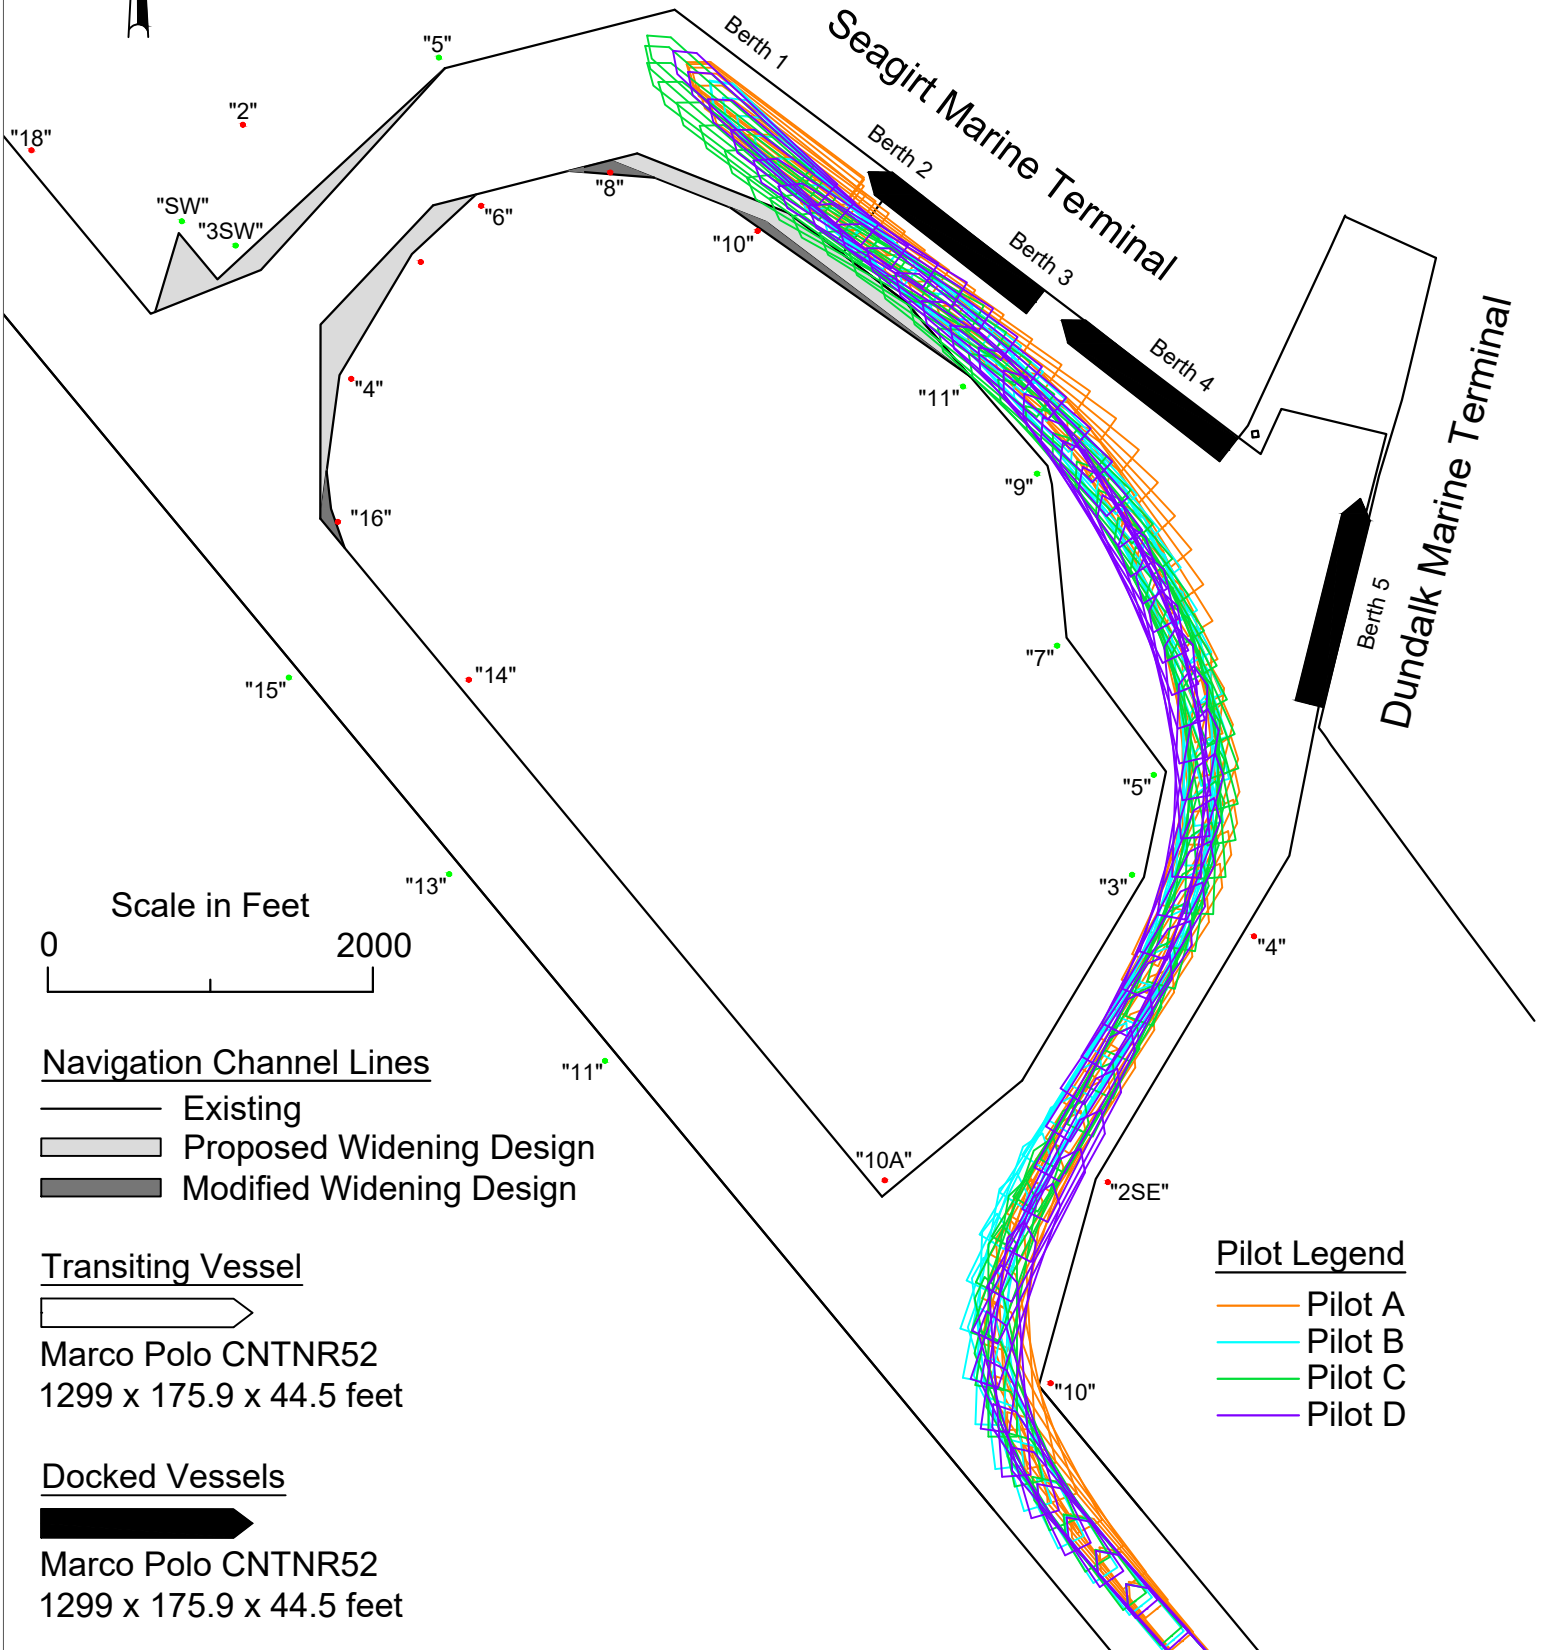 Berth 1
Seagirt Marine Terminal
"5"
"2"
"18"
Berth 2
"8"
"SW"
"3SW"
"6"
"10"
Berth 3
Berth 4
Dundalk Marine Terminal
"4"
"11"
"9"
"16"
Berth 5
"7"
"14"
"15"
"5"
"13"
"3"
Scale in Feet
0 2000
"4"
Navigation Channel Lines
Existing
"11"
Proposed Widening Design
Modified Widening Design
"10A"
"2SE"
Transiting Vessel
Marco Polo CNTNR52
1299 x 175.9 x 44.5 feet
Pilot Legend
Pilot A
Pilot B
Pilot C
Pilot D
"10"
Docked Vessels
Marco Polo CNTNR52
1299 x 175.9 x 44.5 feet